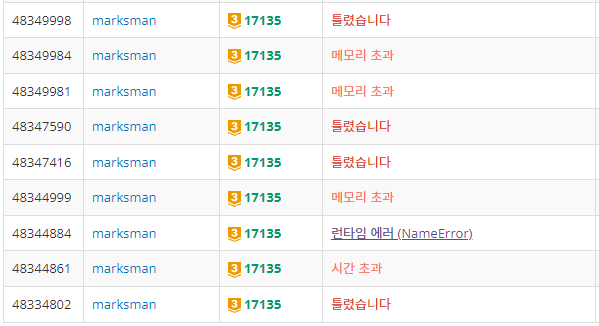 48349998 marksman 3 17135 틀렸습니다
48349984 marksman 3 17135 메모리 초과
48349981 marksman 3 17135 메모리 초과
48347590 marksman 3 17135 틀렸습니다
48347416 marksman 3 17135 틀렸습니다
48344999 marksman 3 17135 메모리 초과
48344884 marksman 3 17135 런타임 에러 (NameError)
48344861 marksman 3 17135 시간 초과
48334802 marksman 3 17135 틀렸습니다